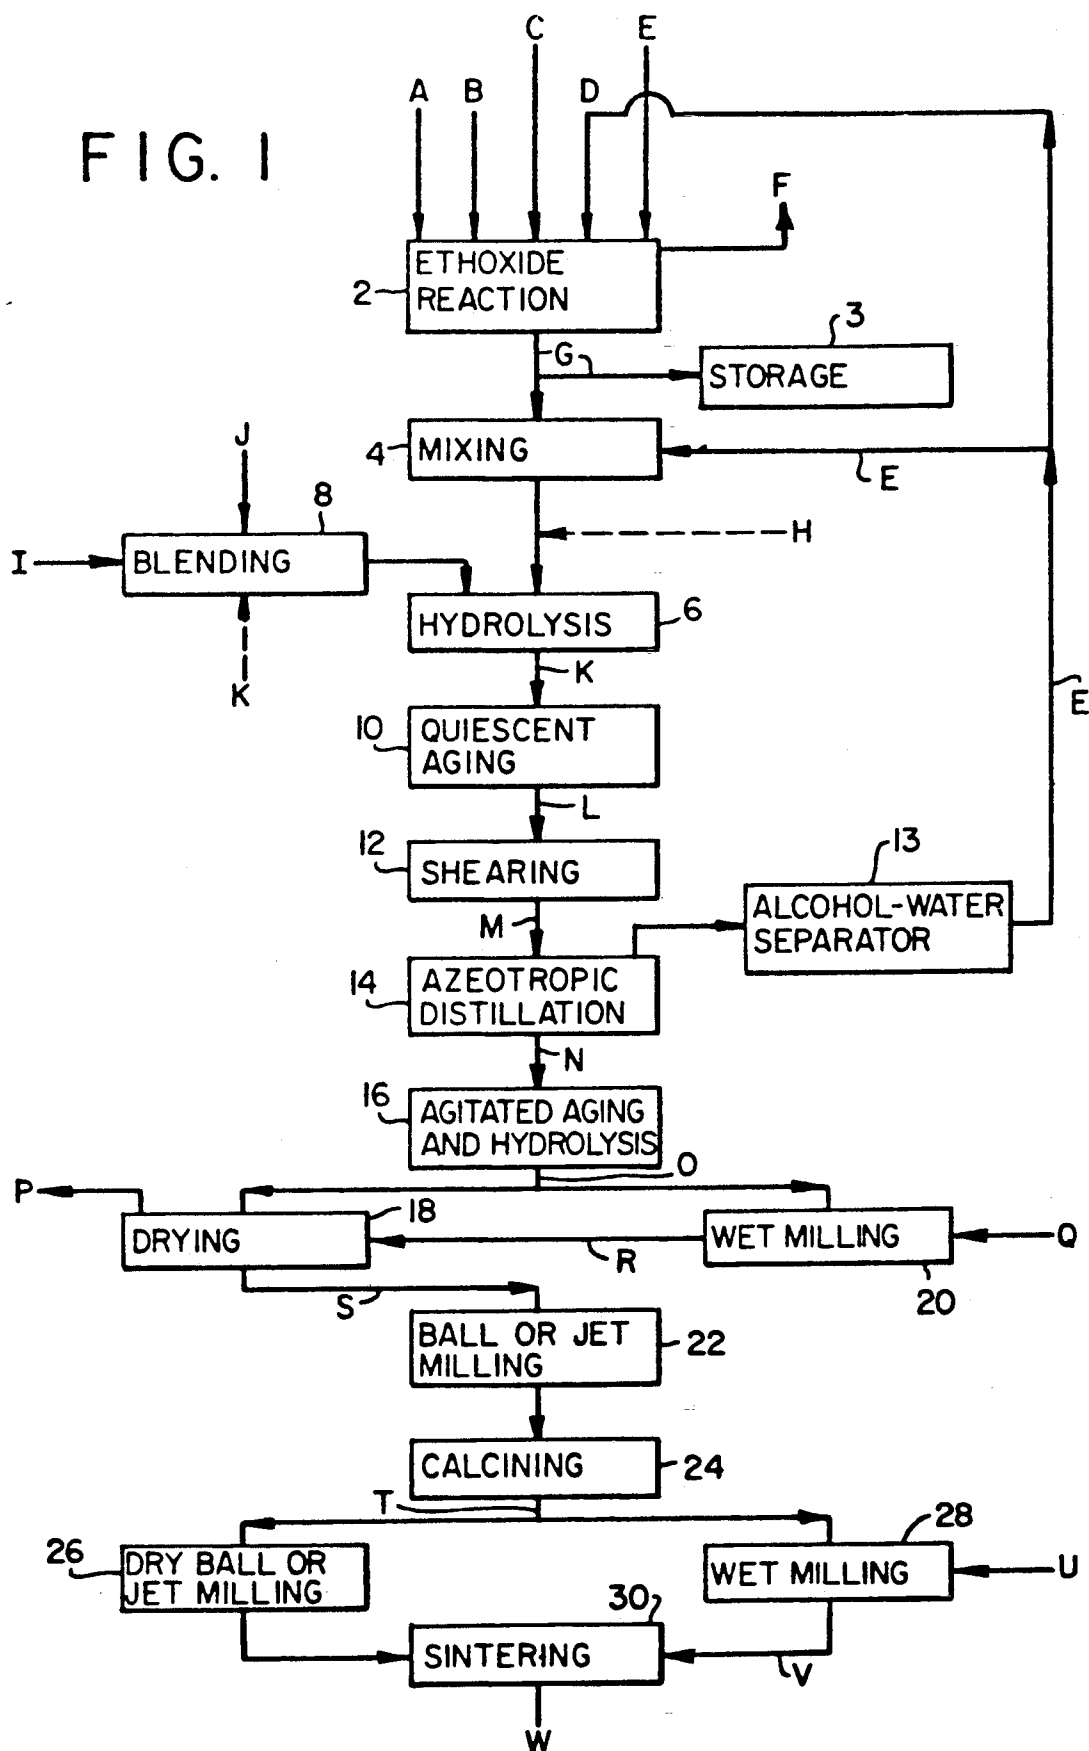 FIG. 1
C E
A B D
F
ETHOXIDE
2 REACTION
3
G
STORAGE
J
4 MIXING
E
8
H
I BLENDING
6
HYDROLYSIS
K
K
10 QUIESCENT
AGING
E
L
12
SHEARING
13
M
ALCOHOL-WATER
SEPARATOR
14 AZEOTROPIC
DISTILLATION
N
16
AGITATED AGING
AND HYDROLYSIS
O
P
18
DRYING
R
WET MILLING
Q
20
S
BALL OR JET
MILLING
22
CALCINING
24
T
28
26
DRY BALL OR
JET MILLING
WET MILLING
U
30
SINTERING
V
W